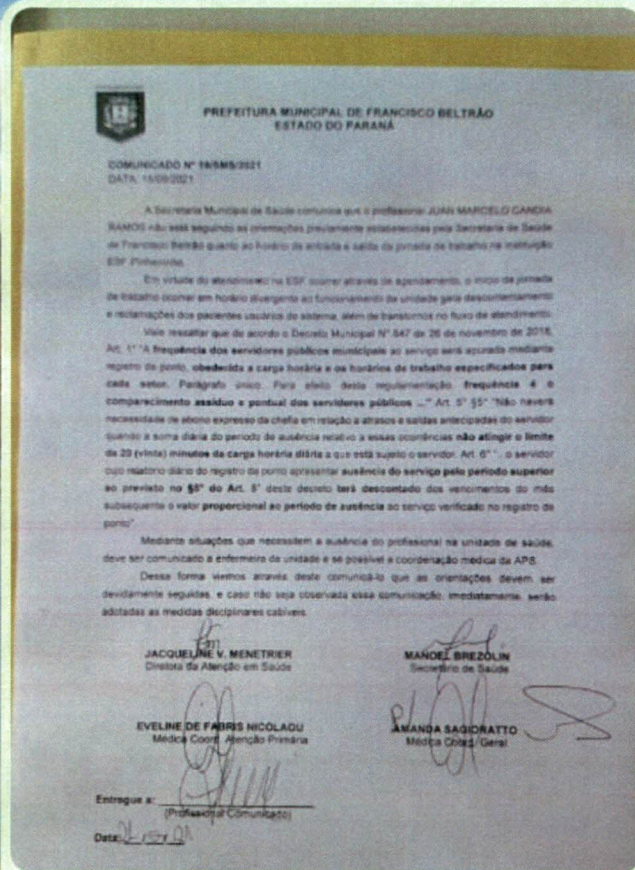 PREFEITURA MUNICIPAL DE FRANCISCO BELTRÃO
ESTADO DO PARANÁ
COMUNICADO Nº 19/SMS/2021
DATA: /09/2021
A Secretaria Municipal de Saúde comunica que o profissional JUAN MARCELO CANDIA
RAMOS não está seguindo as orientações previamente estabelecidas pela Secretaria de Saúde
de Francisco Beltrão quanto ao horário de entrada e saída da jornada de trabalho na instituição
ESF Pinheirinho.
Em virtude do atendimento na ESF ocorrer através de agendamento, o início da jornada
de trabalho ocorrer em horário divergente ao funcionamento da unidade gera descontentamento
e reclamações dos pacientes usuários do sistema, além de transtornos no fluxo de atendimento.
Vale ressaltar que de acordo o Decreto Municipal N° 847 de 26 de novembro de 2018,
Art. 1° "A frequência dos servidores públicos municipais ao serviço será apurada mediante
registro de ponto, obedecida a carga horária e os horários de trabalho especificados para
cada setor. Parágrafo único. Para efeito desta regulamentação, frequência é o
comparecimento assíduo e pontual dos servidores públicos ..." Art. 5° §5° "Não haverá
necessidade de abono expresso da chefia em relação a atrasos e saídas antecipadas do servidor
quando a soma diária do período de ausência relativo a essas ocorrências não atingir o limite
de 20 (vinte) minutos da carga horária diária a que está sujeito o servidor. Art. 6° "... o servidor
cujo relatório diário do registro da ponto apresentar ausência do serviço pelo período superior
ao previsto no §5° do Art. 5° deste decreto terá descontado dos vencimentos do mês
subsequente o valor proporcional ao período de ausência ao serviço verificado no registro de
ponto".
Mediante situações que necessitem a ausência do profissional na unidade de saúde,
deve ser comunicado a enfermeira da unidade e se possível a coordenação médica da APS.
Dessa forma viemos através deste comunicá-lo que as orientações devem ser
devidamente seguidas, e caso não seja observada essa comunicação, imediatamente, serão
adotadas as medidas disciplinares cabíveis.
JACQUELINE V. MENETRIER
Diretora da Atenção em Saúde
MANOEL BREZOLIN
Secretário de Saúde
EVELINE DE FABRIS NICOLAOU
Médica Coord. Atenção Primária
AMANDA SAGIORATTO
Médica Coord. Geral
Entregue a:
(Profissional Comunicado)
Data: